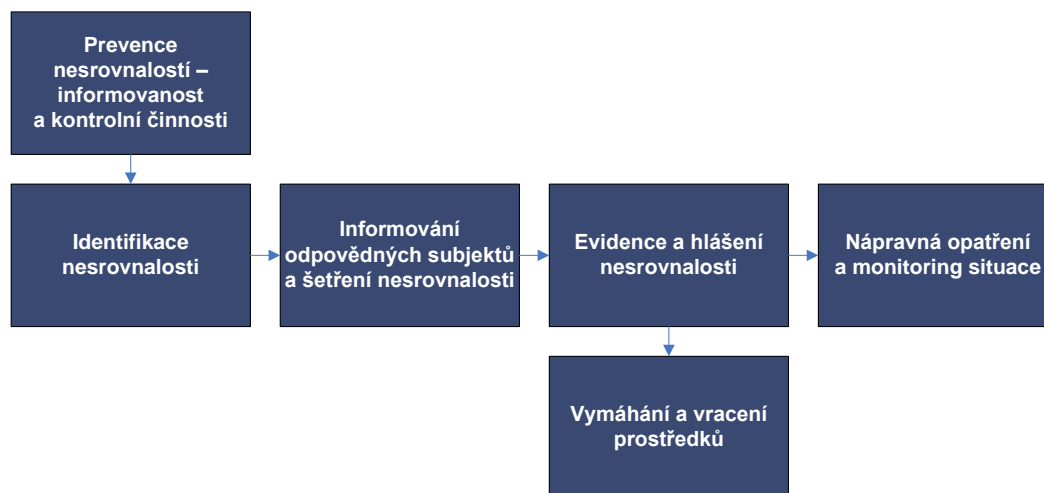 Prevence
nesrovnalostí –
informovanost
a kontrolní činnosti
Identifikace
nesrovnalosti
Informování
odpovědných subjektů
a šetření nesrovnalosti
Evidence a hlášení
nesrovnalosti
Nápravná opatření
a monitoring situace
Vymáhání a vracení
prostředků